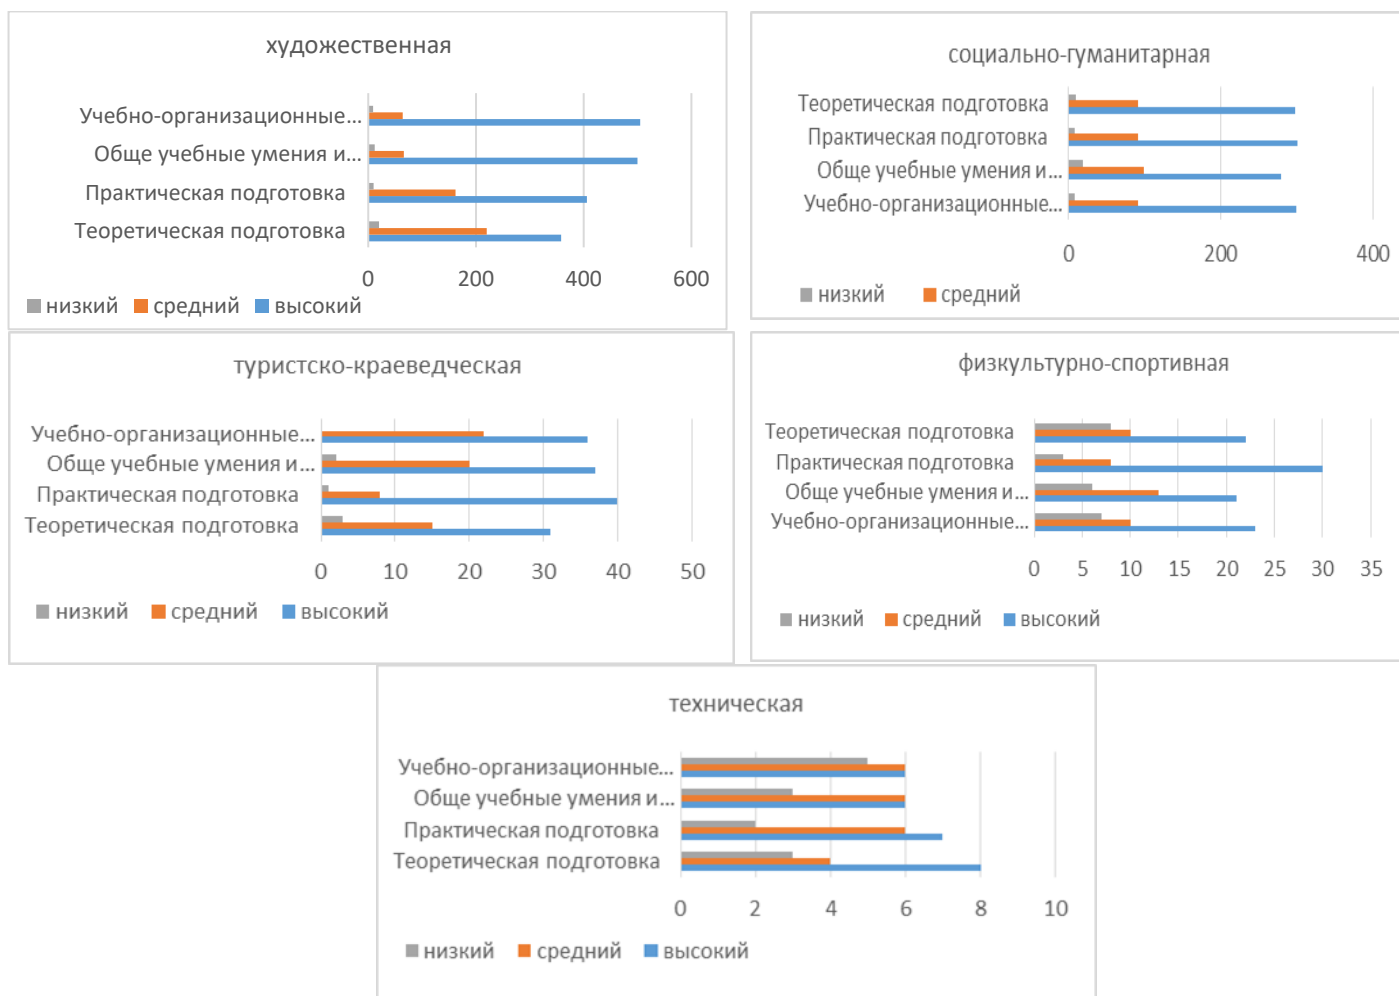 художественная
Учебно-организационные...
Обще учебные умения и...
Практическая подготовка
Теоретическая подготовка
0 200 400 600
низкий средний высокий
социально-гуманитарная
Теоретическая подготовка
Практическая подготовка
Обще учебные умения и...
Учебно-организационные...
0 200 400
низкий средний
туристско-краеведческая
Учебно-организационные...
Обще учебные умения и...
Практическая подготовка
Теоретическая подготовка
0 10 20 30 40 50
низкий средний высокий
физкультурно-спортивная
Теоретическая подготовка
Практическая подготовка
Обще учебные умения и...
Учебно-организационные...
0 5 10 15 20 25 30 35
низкий средний высокий
техническая
Учебно-организационные...
Обще учебные умения и...
Практическая подготовка
Теоретическая подготовка
0 2 4 6 8 10
низкий средний высокий